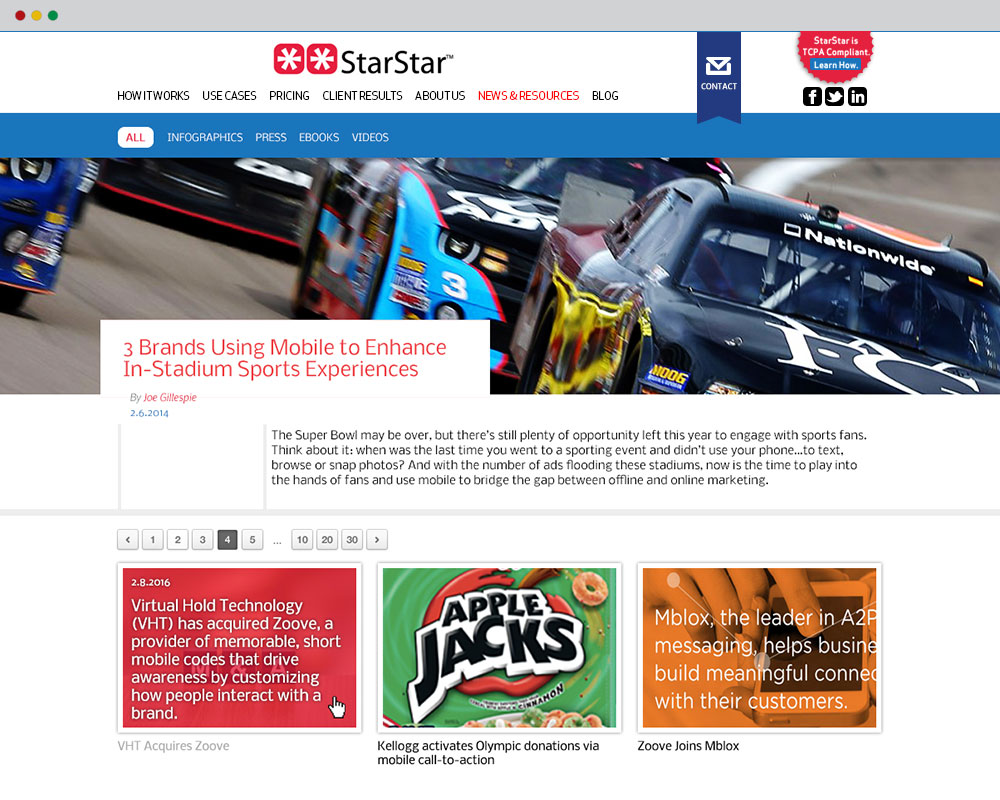 StarStar™
CONTACT
StarStar is
TCPA Compliant.
Learn How.
HOW IT WORKS USE CASES PRICING CLIENT RESULTS ABOUT US NEWS & RESOURCES BLOG
ALL INFOGRAPHICS PRESS EBOOKS VIDEOS
Nationwide
3
MOOG
MOOG
3 Brands Using Mobile to Enhance
In-Stadium Sports Experiences
By Joe Gillespie
2.6.2014
The Super Bowl may be over, but there's still plenty of opportunity left this year to engage with sports fans.
Think about it: when was the last time you went to a sporting event and didn't use your phone...to text,
browse or snap photos? And with the number of ads flooding these stadiums, now is the time to play into
the hands of fans and use mobile to bridge the gap between offline and online marketing.
‹ 1 2 3 4 5 ... 10 20 30 ›
2.8.2016
Virtual Hold Technology
(VHT) has acquired Zoove, a
provider of memorable, short
mobile codes that drive
awareness by customizing
how people interact with a
brand.
M & A
VHT Acquires Zoove
APPLE
JACKS
CINNAMON
Kellogg activates Olympic donations via
mobile call-to-action
Mblox, the leader in A2P
messaging, helps busine
build meaningful connec
with their customers.
Zoove Joins Mblox